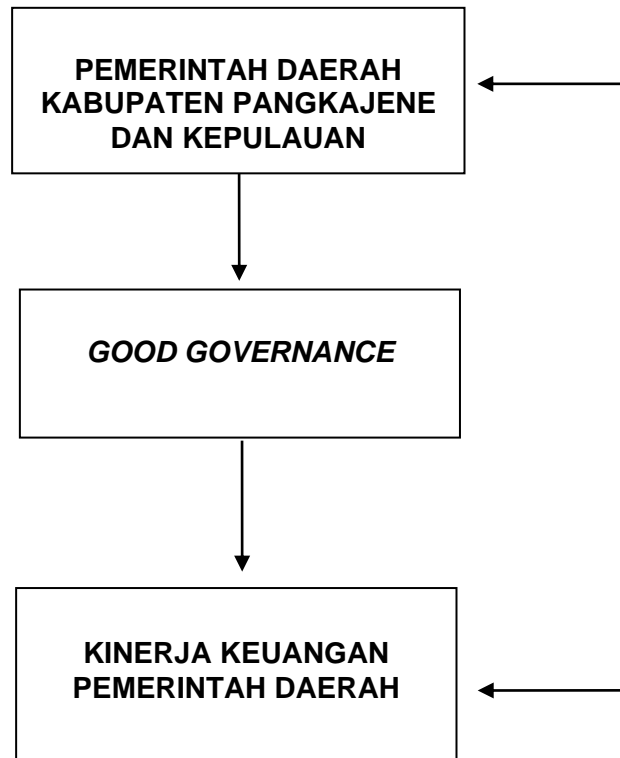 PEMERINTAH DAERAH
KABUPATEN PANGKAJENE
DAN KEPULAUAN
GOOD GOVERNANCE
KINERJA KEUANGAN
PEMERINTAH DAERAH